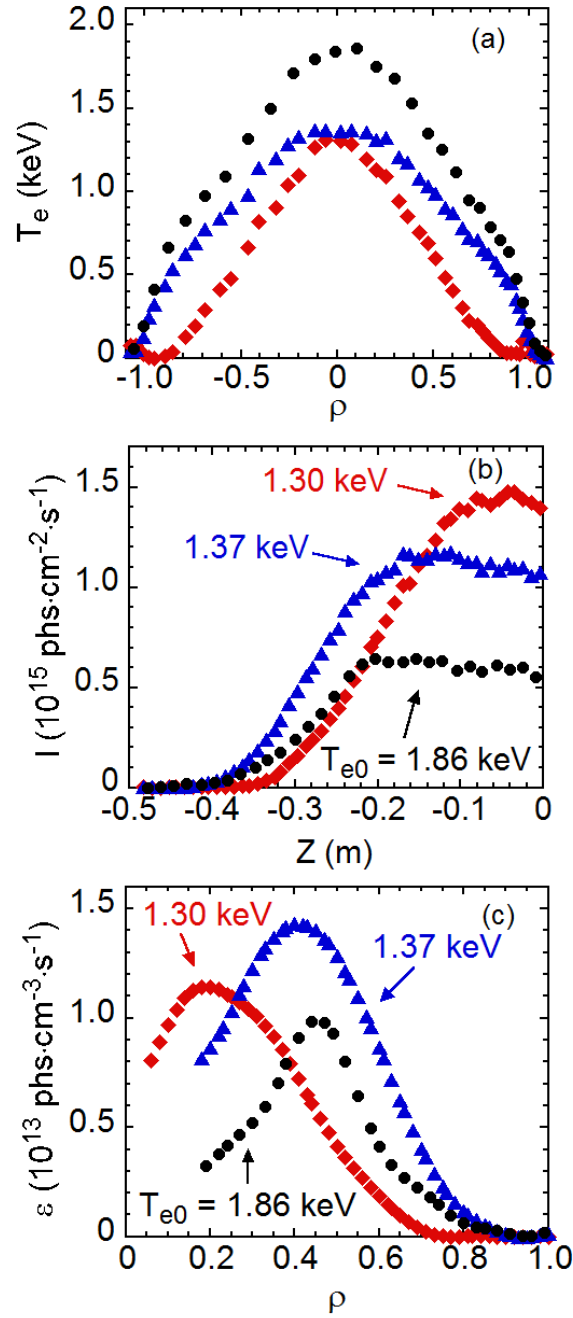 (a)
2.0
1.5
1.0
0.5
0
T_e (keV)
-1.0 -0.5 0 0.5 1.0
ρ
(b)
1.30 keV
1.37 keV
T_e0 = 1.86 keV
1.5
1.0
0.5
0
I (10^15 phs·cm^-2·s^-1)
-0.5 -0.4 -0.3 -0.2 -0.1 0
Z (m)
(c)
1.30 keV
1.37 keV
T_e0 = 1.86 keV
1.5
1.0
0.5
0
ε (10^13 phs·cm^-3·s^-1)
0 0.2 0.4 0.6 0.8 1.0
ρ